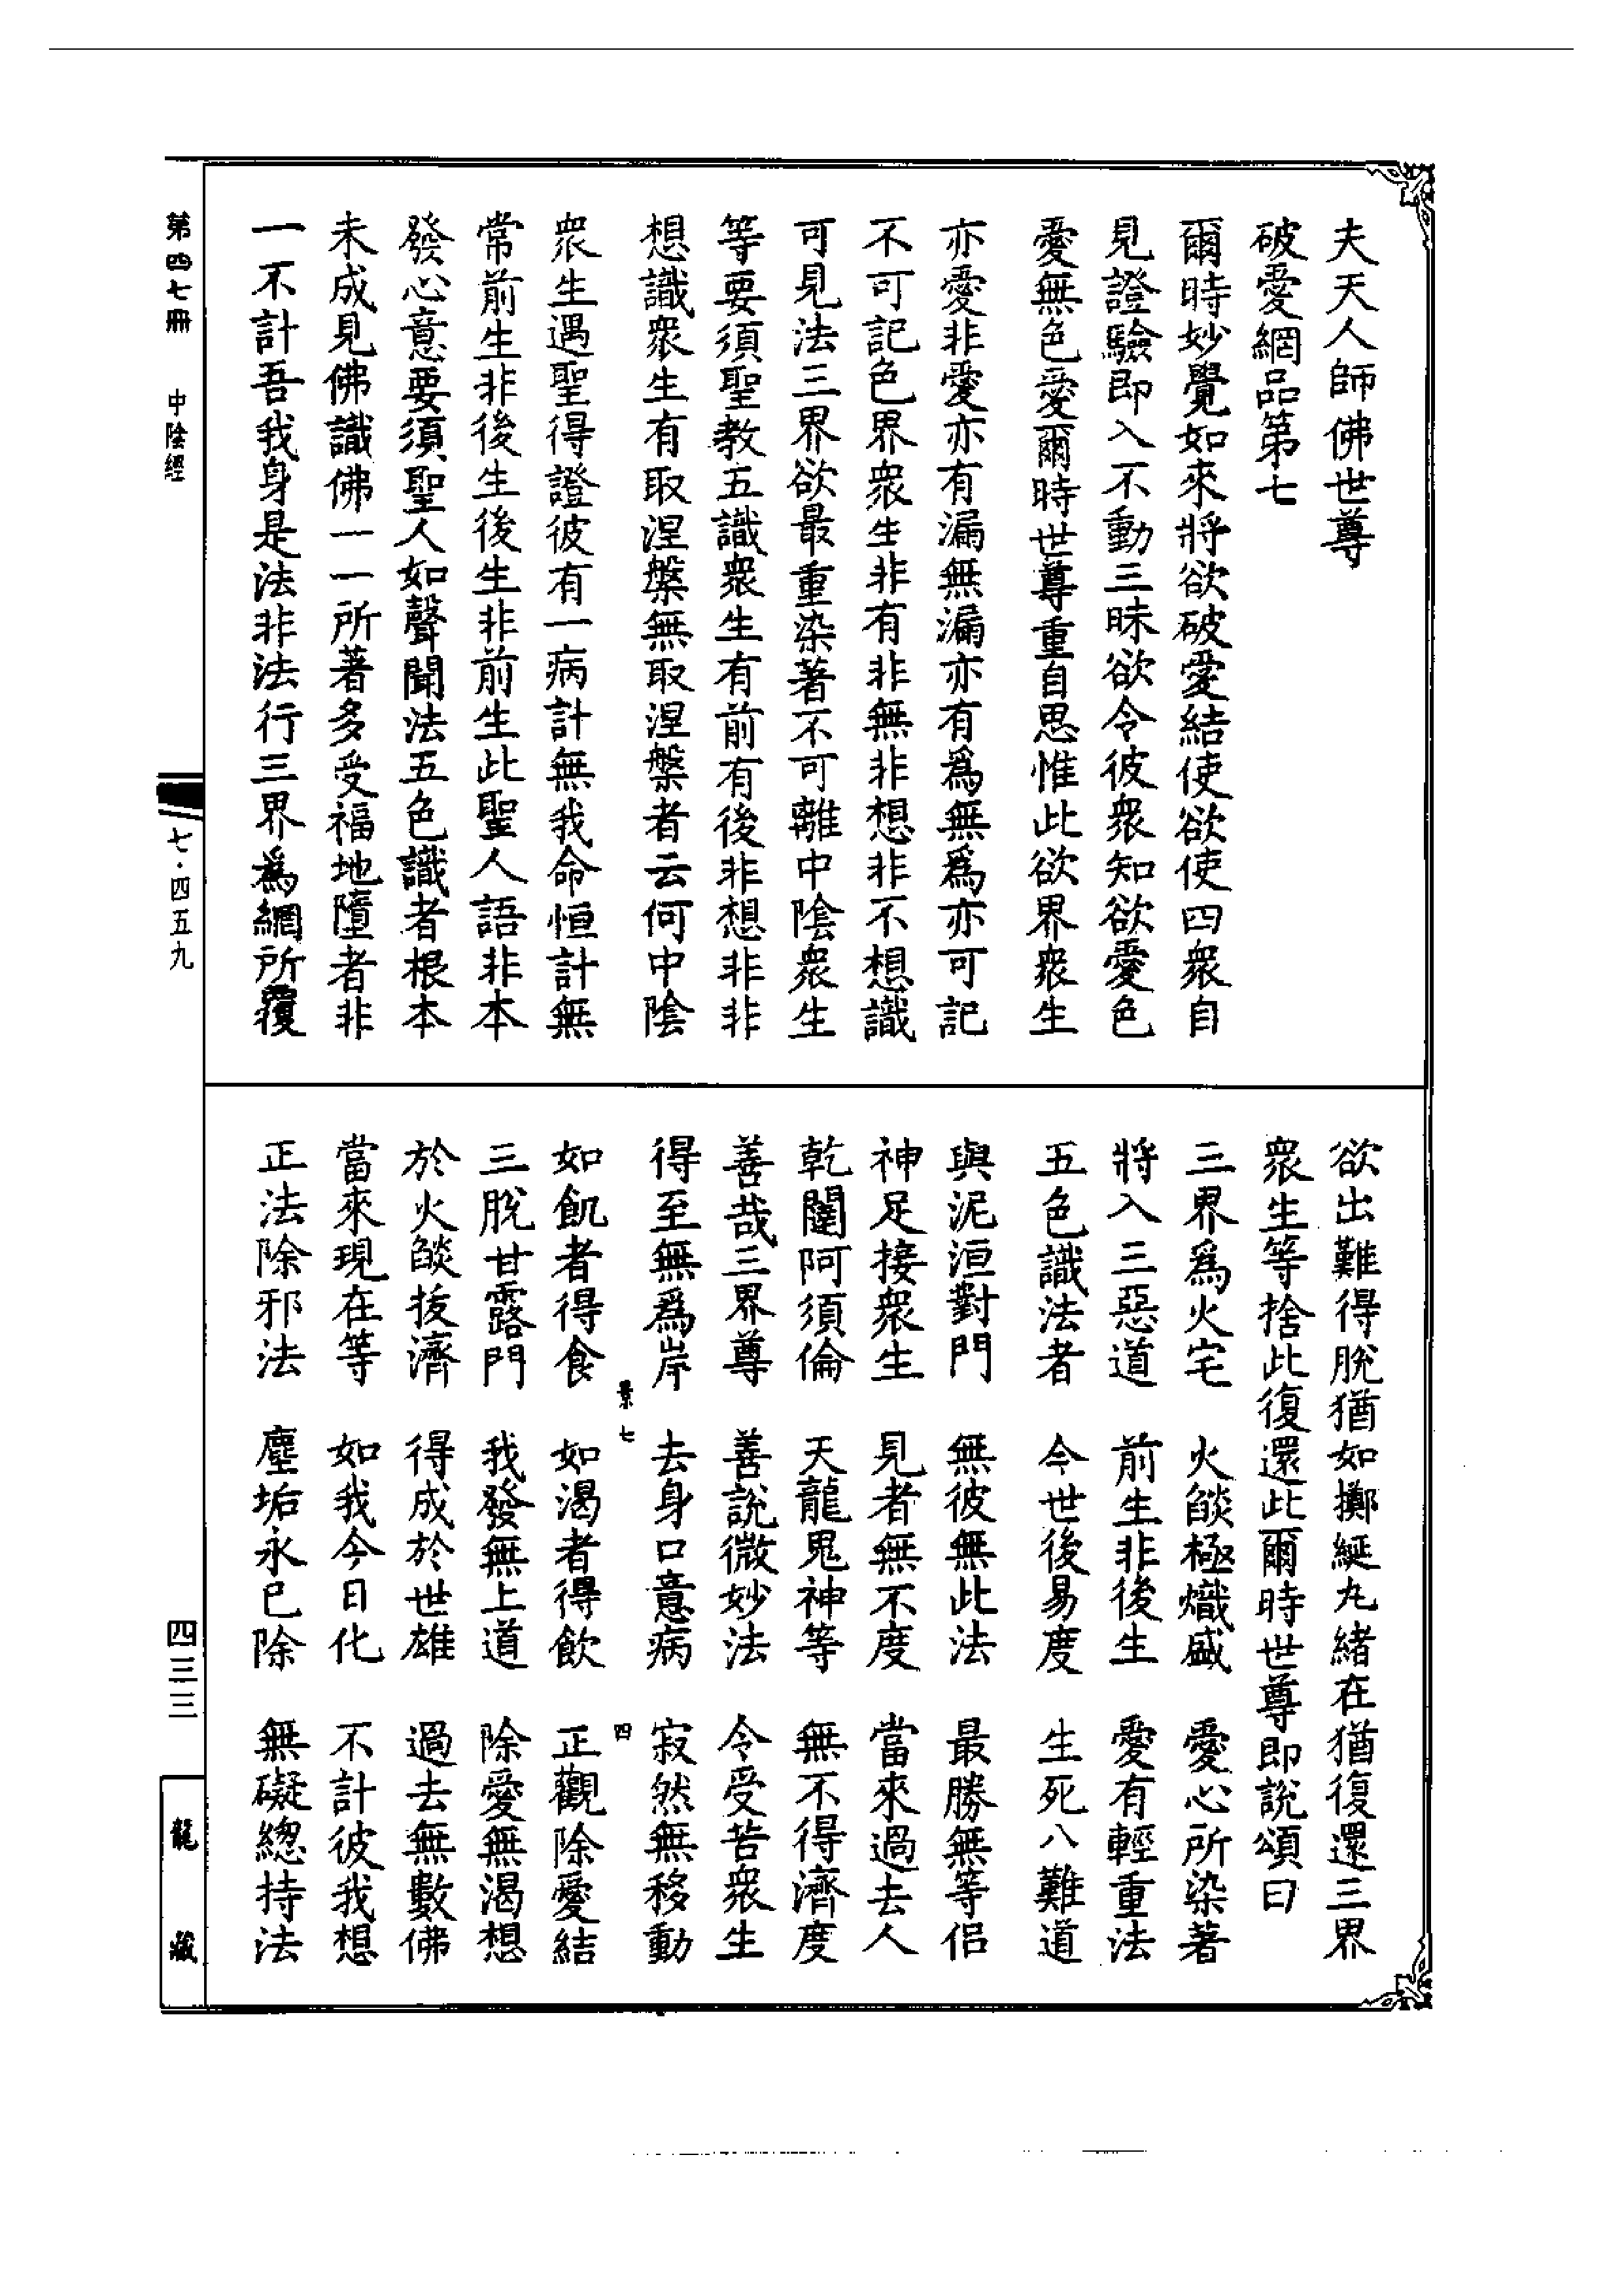 夫天人師佛世尊
破愛網品第七
爾時妙覺如來將欲破愛結使欲使四衆自
見證驗即入不動三昧欲令彼衆知欲愛色
愛無色愛爾時世尊重自思惟此欲界衆生
亦愛非愛亦有漏無漏亦有為無為亦可記
不可記色界衆生非有非無非想非不想識
可見法三界欲最重染著不可離中陰衆生
等要須聖教五識衆生有前有後非想非非
想識衆生有取涅槃無取涅槃者云何中陰
衆生遇聖得證彼有一病計無我命恒計無
常前生非後生後生非前生此聖人語非本
發心意要須聖人如聲聞法五色識者根本
未成見佛識佛一一所著多受福地墮者非
一不計吾我身是法非法行三界為網所覆
欲出難得脫猶如擲綖丸緒在猶復還三界
衆生等捨此復還此爾時世尊即說頌曰
三界為火宅　火燄極熾盛　愛心所染著
將入三惡道　前生非後生　愛有輕重法
五色識法者　今世後易度　生死八難道
與泥洹對門　無彼無此法　最勝無等侶
神足接衆生　見者無不度　當來過去人
乾闥阿須倫　天龍鬼神等　無不得濟度
善哉三界尊　善說微妙法　令受苦衆生
得至無為岸　去身口意病　寂然無移動
景七　四
如飢者得食　如渴者得飲　正觀除愛結
三脫甘露門　我發無上道　除愛無渴想
於火燄拔濟　得成於世雄　過去無數佛
當來現在等　如我今日化　不計彼我想
正法除邪法　塵垢永已除　無礙總持法
第四七冊　中陰經
七·四五九
四三三
龍藏